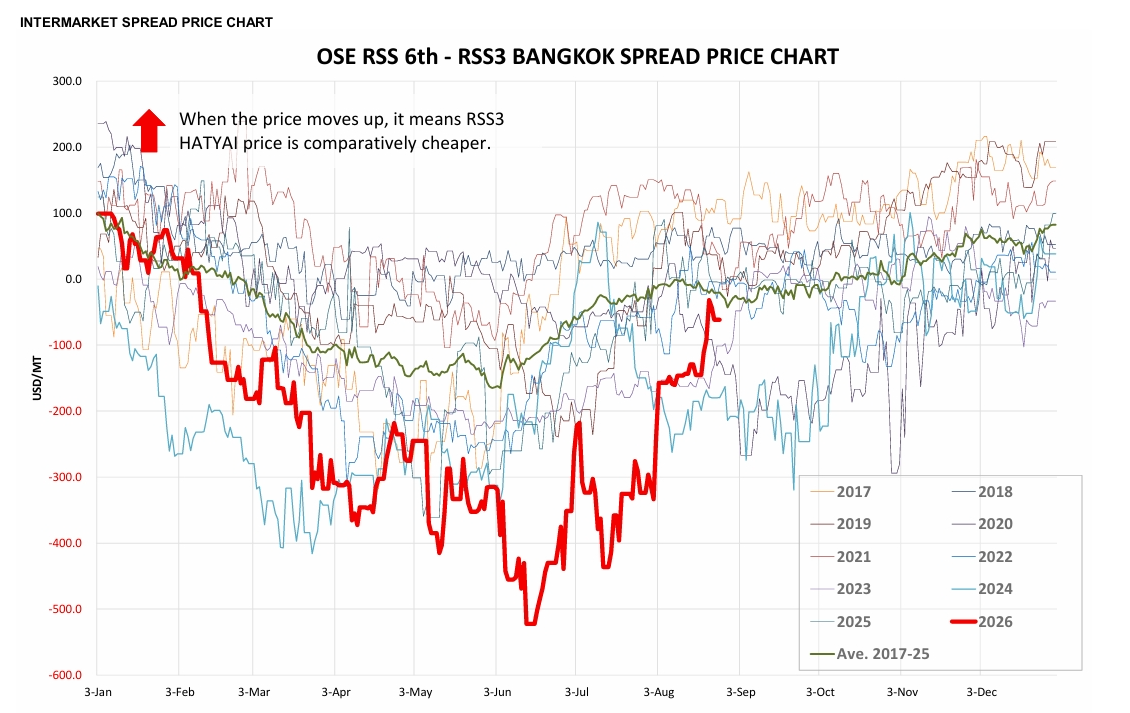 INTERMARKET SPREAD PRICE CHART
OSE RSS 6th - RSS3 BANGKOK SPREAD PRICE CHART
300.0
When the price moves up, it means RSS3
HATYAI price is comparatively cheaper.
200.0
100.0
0.0
-100.0
-200.0
-300.0
-400.0
-500.0
-600.0
USD/MT
2017
2018
2019
2020
2021
2022
2023
2024
2025
2026
Ave. 2017-25
3-Jan
3-Feb
3-Mar
3-Apr
3-May
3-Jun
3-Jul
3-Aug
3-Sep
3-Oct
3-Nov
3-Dec